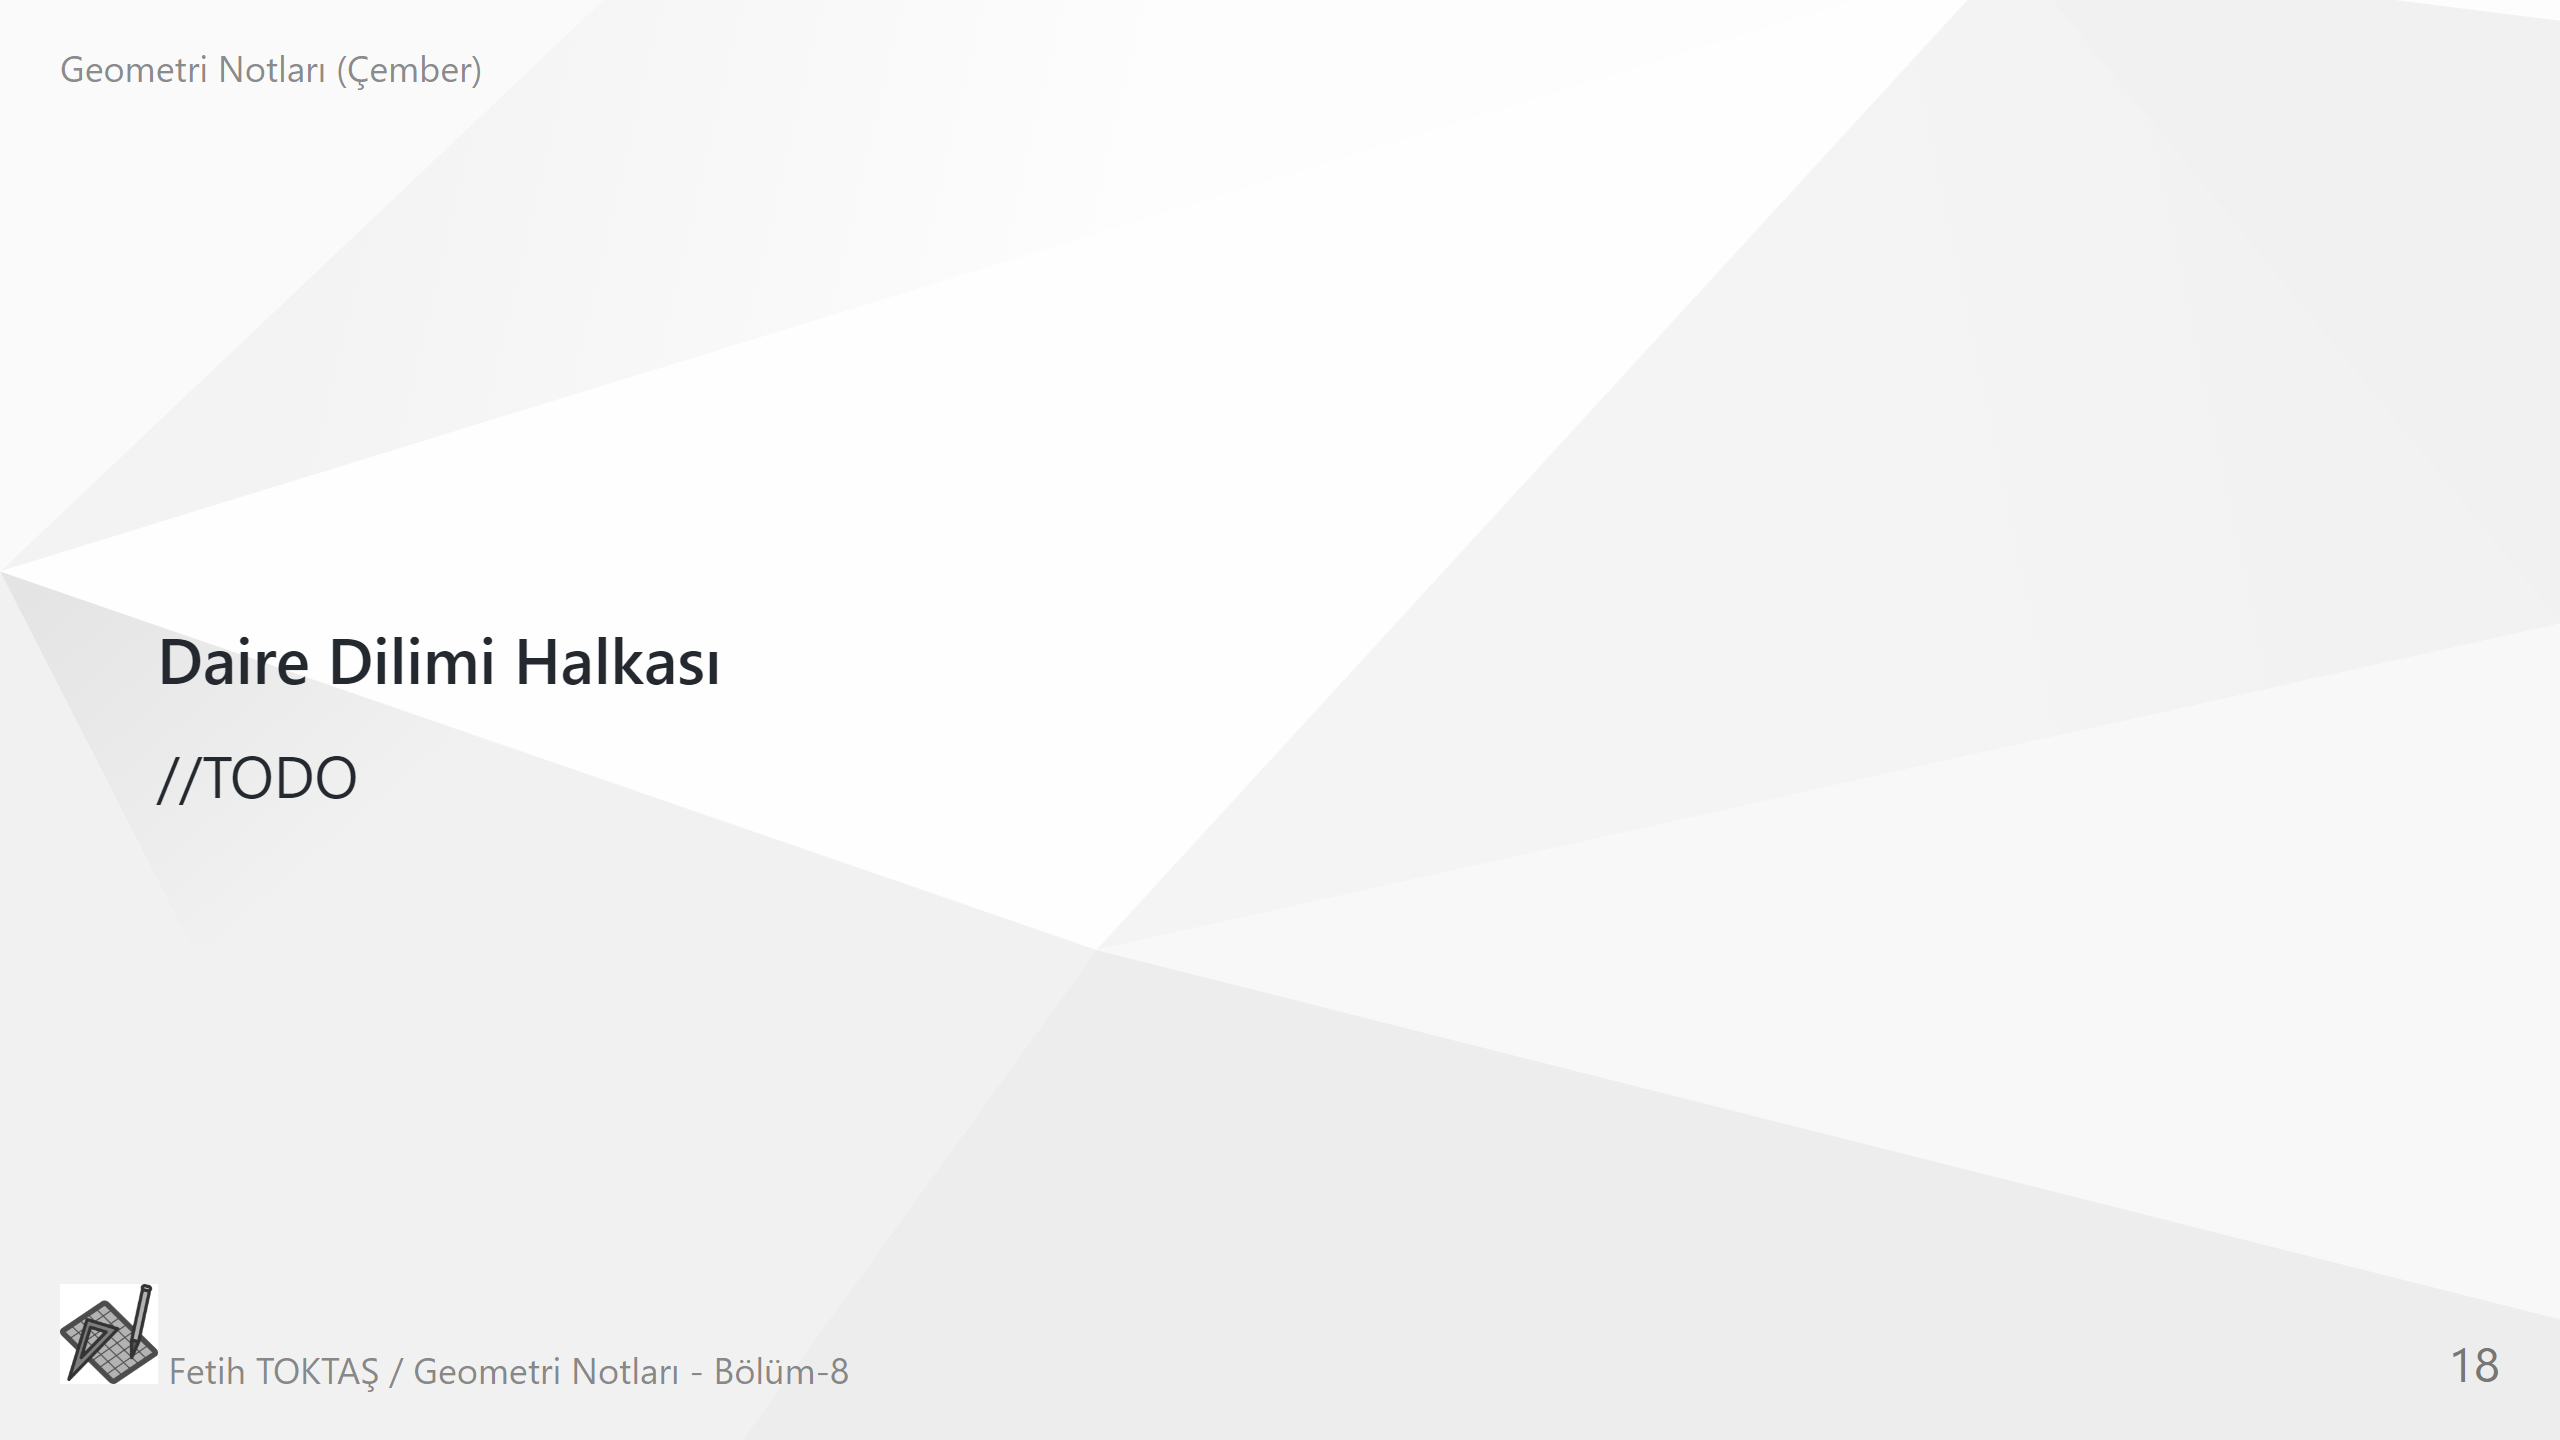 Geometri Notları (Çember)
Daire Dilimi Halkası
//TODO
Fetih TOKTAŞ / Geometri Notları - Bölüm-8
18